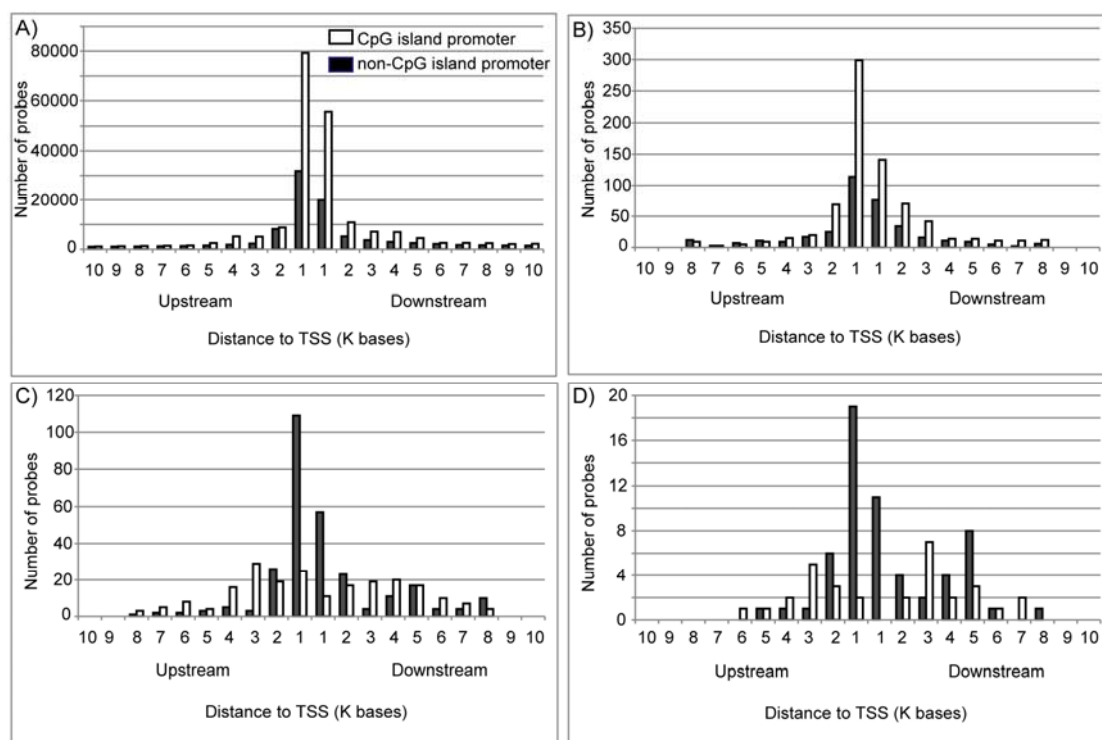 A)
CpG island promoter
non-CpG island promoter
Number of probes
80000
60000
40000
20000
0
10 9 8 7 6 5 4 3 2 1 1 2 3 4 5 6 7 8 9 10
Upstream Downstream
Distance to TSS (K bases)
B)
Number of probes
350
300
250
200
150
100
50
0
10 9 8 7 6 5 4 3 2 1 1 2 3 4 5 6 7 8 9 10
Upstream Downstream
Distance to TSS (K bases)
C)
Number of probes
120
100
80
60
40
20
0
10 9 8 7 6 5 4 3 2 1 1 2 3 4 5 6 7 8 9 10
Upstream Downstream
Distance to TSS (K bases)
D)
Number of probes
20
16
12
8
4
0
10 9 8 7 6 5 4 3 2 1 1 2 3 4 5 6 7 8 9 10
Upstream Downstream
Distance to TSS (K bases)